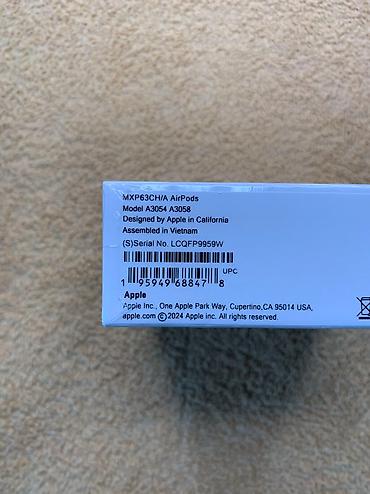 MXP63CH/A AirPods
Model A3054 A3058
Designed by Apple in California
Assembled in Vietnam
(S)Serial No. LCQFP9959W
UPC
1 95949 68847 8
Apple
Apple Inc., One Apple Park Way, Cupertino,CA 95014 USA,
apple.com ©2024 Apple inc. All rights reserved.